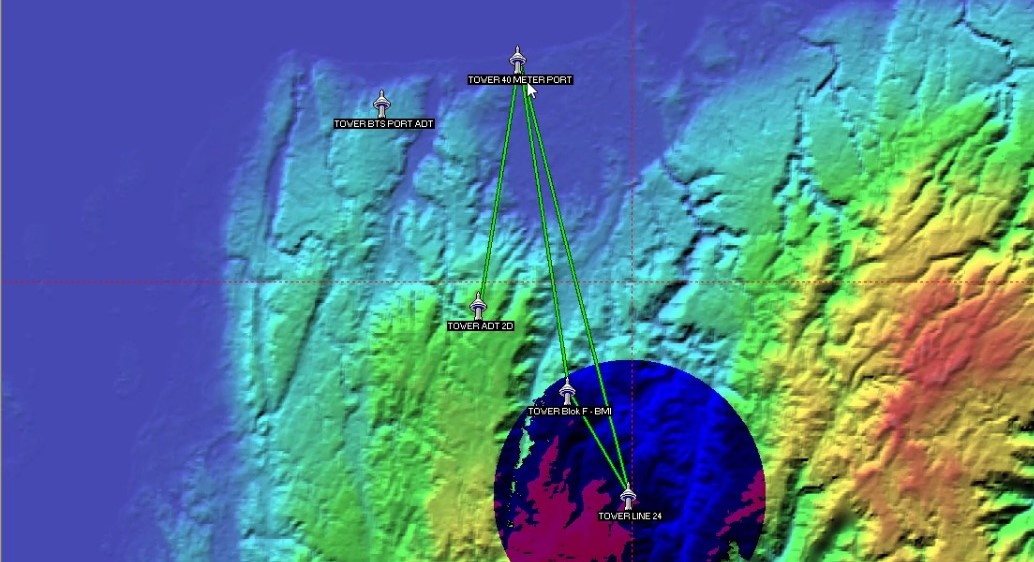 TOWER 40 METER PORT
TOWER BTS PORT ADT
TOWER ADT 2D
TOWER Blok F - BMI
TOWER LINE 24